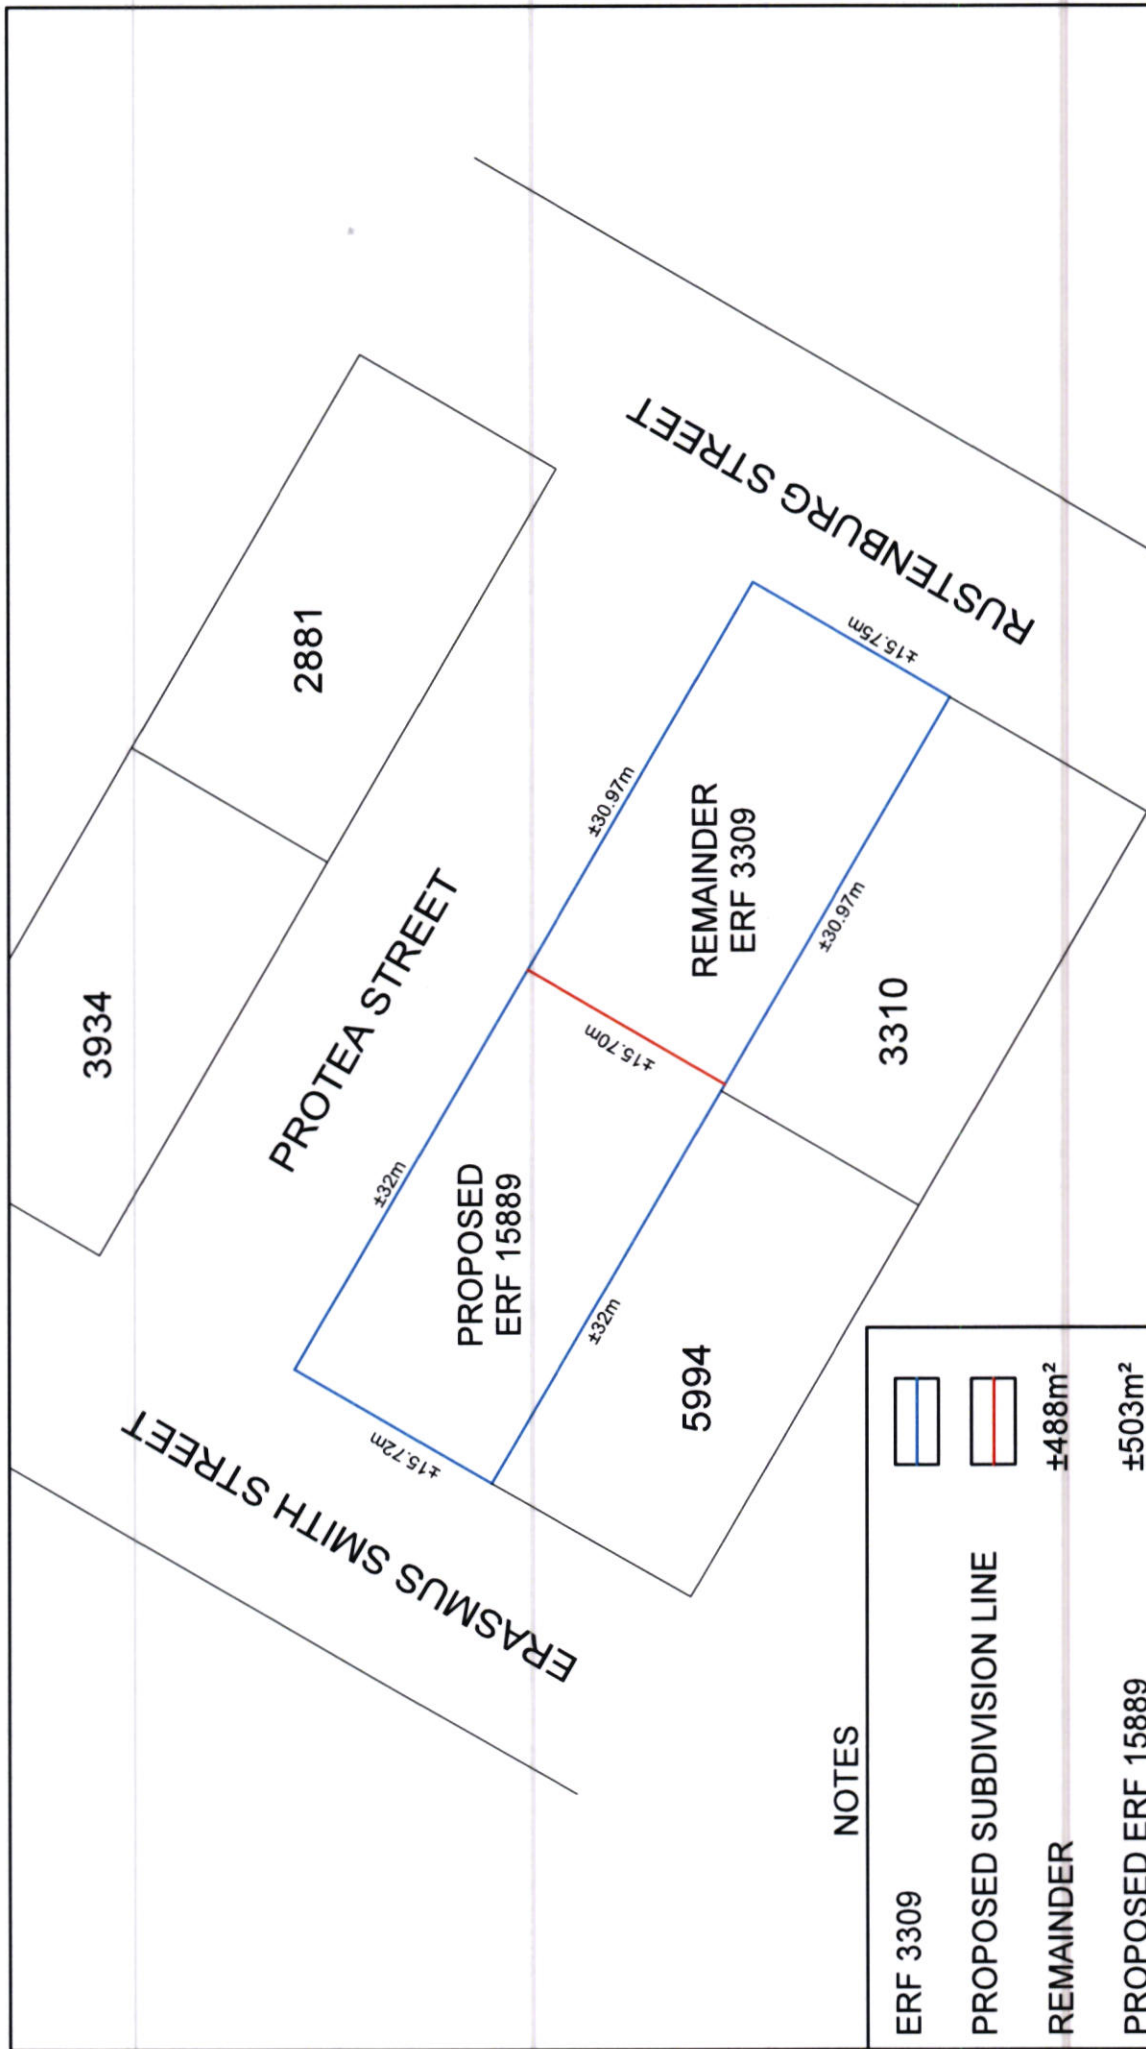 3934
2881
PROTEA STREET
ERASMUS SMITH STREET
RUSTENBURG STREET
±32m
±30.97m
±15.72m
PROPOSED
ERF 15889
±15.70m
REMAINDER
ERF 3309
±15.75m
±32m
±30.97m
5994
3310
NOTES
ERF 3309
PROPOSED SUBDIVISION LINE
REMAINDER ±488m²
PROPOSED ERF 15889 ±503m²